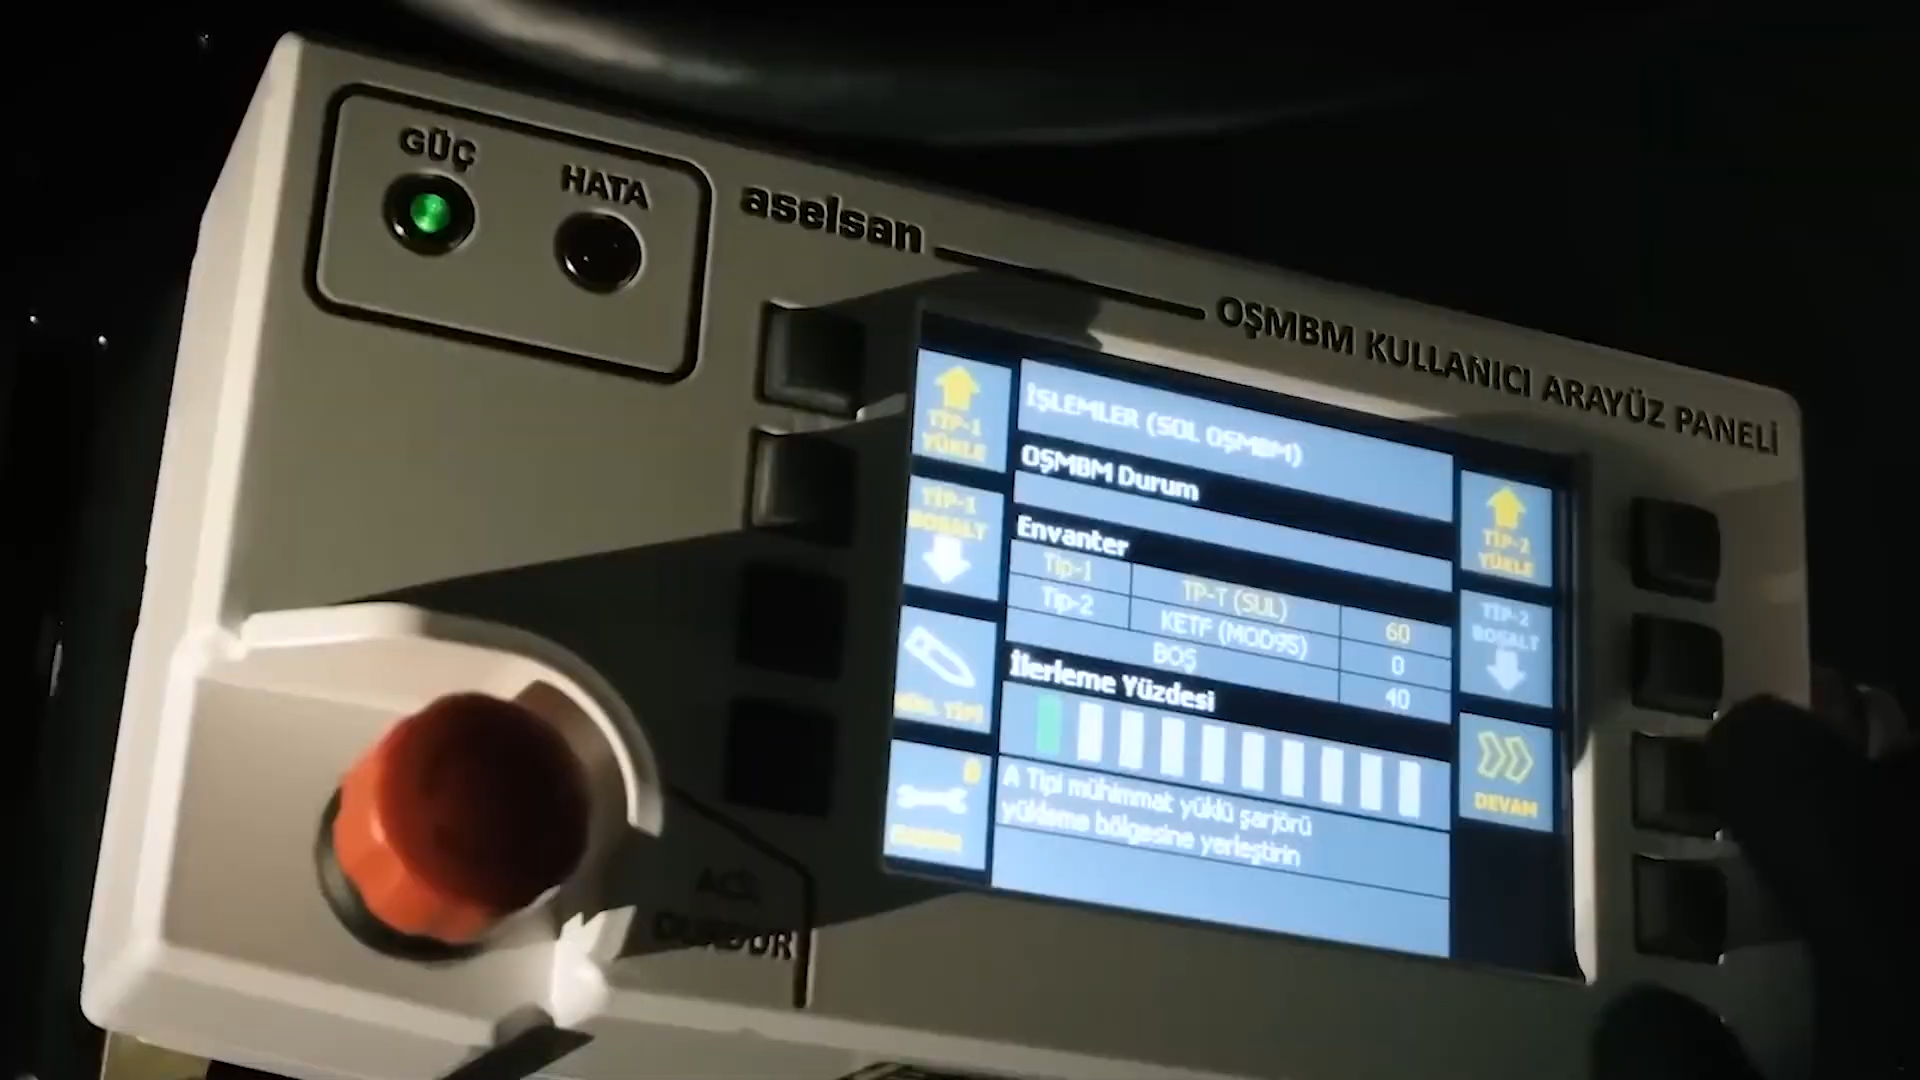 GÜÇ
HATA
aselsan
OŞMBM KULLANICI ARAYÜZ PANELİ
TİP-1
YÜKLE
TİP-1
BOŞALT
İŞLEMLER (SOL OŞMBM)
OŞMBM Durum
Envanter
Tip-1 TP-T (SUL) 60
Tip-2 KETF (MOD95) 0
BOŞ 40
İlerleme Yüzdesi
A Tipi mühimmat yüklü şarjörü
yükleme bölgesine yerleştirin
TİP-2
YÜKLE
TİP-2
BOŞALT
DEVAM
ACİL
DURDUR